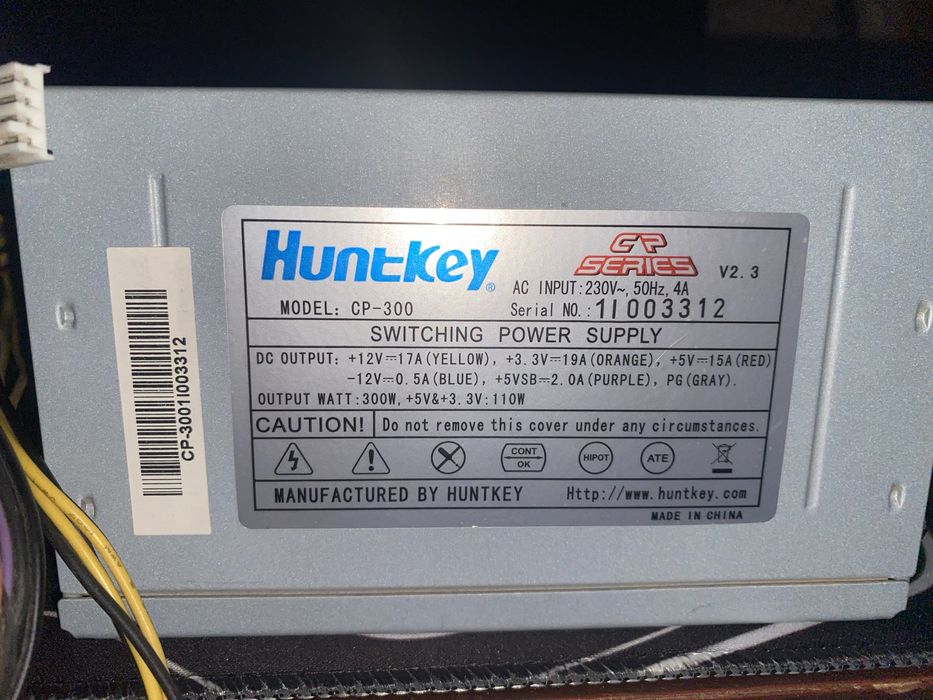 Huntkey®
CP
SERIES
V2.3
AC INPUT:230V~,50Hz,4A
MODEL: CP-300
Serial NO.:1I003312
SWITCHING POWER SUPPLY
DC OUTPUT: +12V⎓17A(YELLOW), +3.3V⎓19A(ORANGE), +5V⎓15A(RED)
-12V⎓0.5A(BLUE), +5VSB⎓2.0A(PURPLE), PG(GRAY).
OUTPUT WATT:300W,+5V&+3.3V:110W
CAUTION! Do not remove this cover under any circumstances.
CONT
OK
HIPOT
ATE
MANUFACTURED BY HUNTKEY
Http://www.huntkey.com
MADE IN CHINA
CP-3001I003312